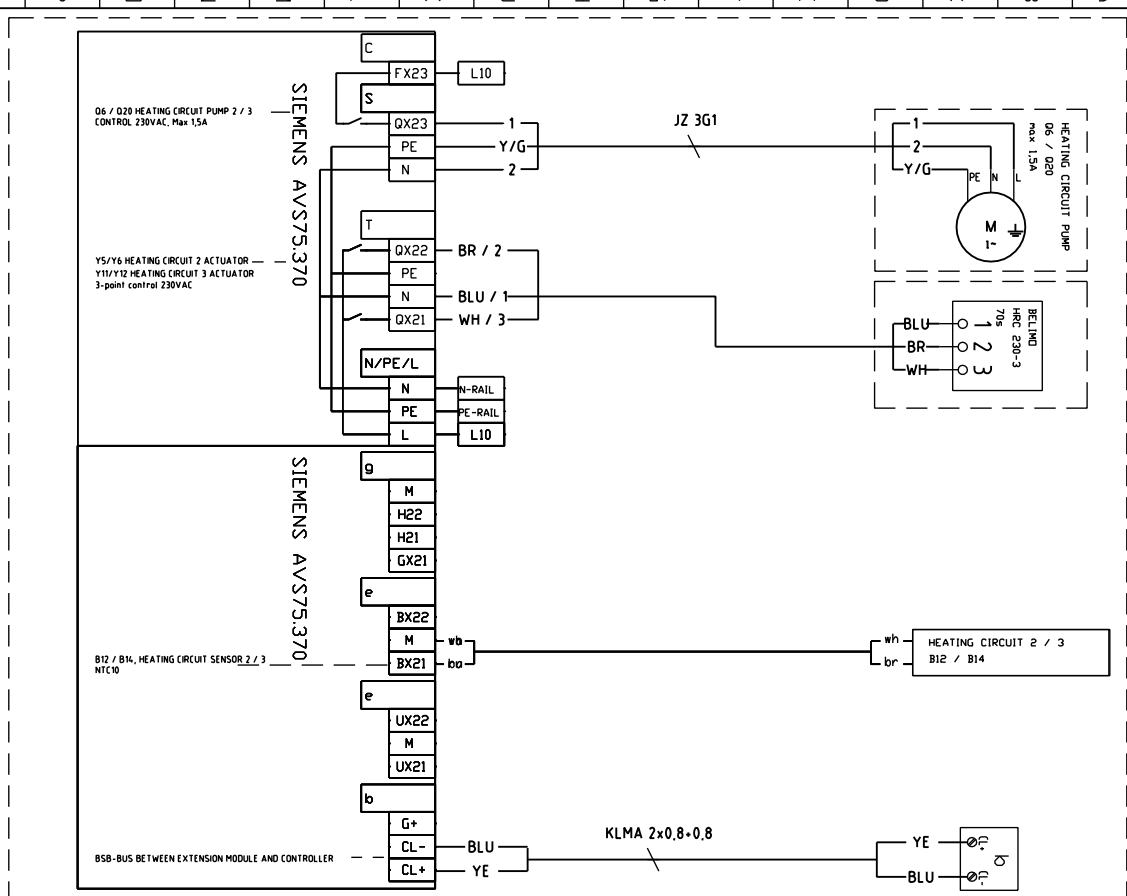 C
FX23
L10
S
Q6 / Q20 HEATING CIRCUIT PUMP 2 / 3
CONTROL 230VAC, Max 1,5A
SIEMENS AVS75.370
QX23
1
PE
Y/G
N
2
JZ 3G1
1
2
Y/G
PE
N
L
M
1~
HEATING CIRCUIT PUMP
Q6 / Q20
max 1.5A
T
QX22
BR / 2
PE
N
BLU / 1
QX21
WH / 3
Y5/Y6 HEATING CIRCUIT 2 ACTUATOR
Y11/Y12 HEATING CIRCUIT 3 ACTUATOR
3-point control 230VAC
BLU
BR
WH
1
2
3
BELIMO
HRC 230-3
70s
N/PE/L
N
N-RAIL
PE
PE-RAIL
L
L10
SIEMENS AVS75.370
g
M
H22
H21
GX21
e
BX22
M
BX21
B12 / B14, HEATING CIRCUIT SENSOR 2 / 3
NTC10
wh
br
HEATING CIRCUIT 2 / 3
B12 / B14
e
UX22
M
UX21
b
G+
CL-
BLU
CL+
YE
BSB-BUS BETWEEN EXTENSION MODULE AND CONTROLLER
KLMA 2x0,8+0,8
YE
BLU
CL+
CL-
b